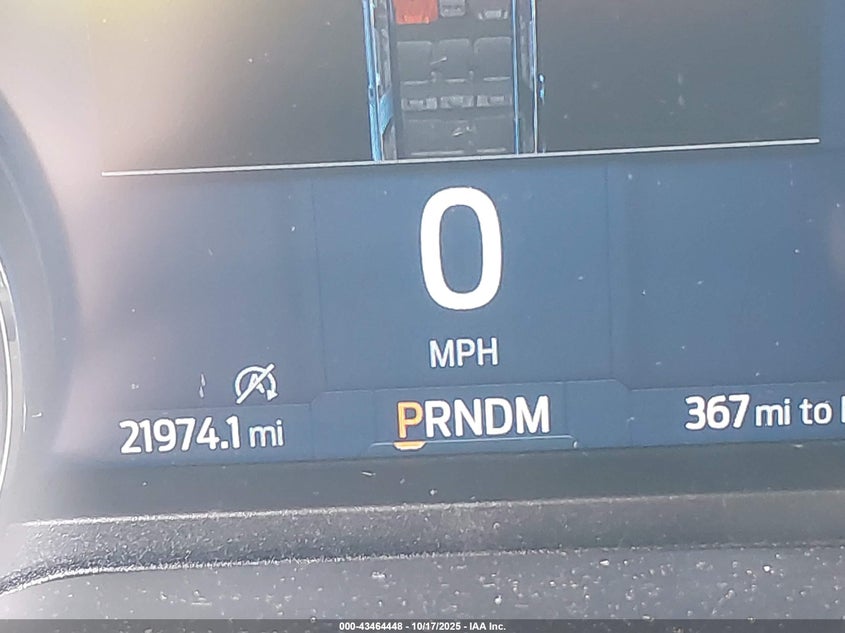 0
MPH
21974.1 mi
PRNDM
367 mi to
000-43464448 - 10/17/2025 - IAA Inc.